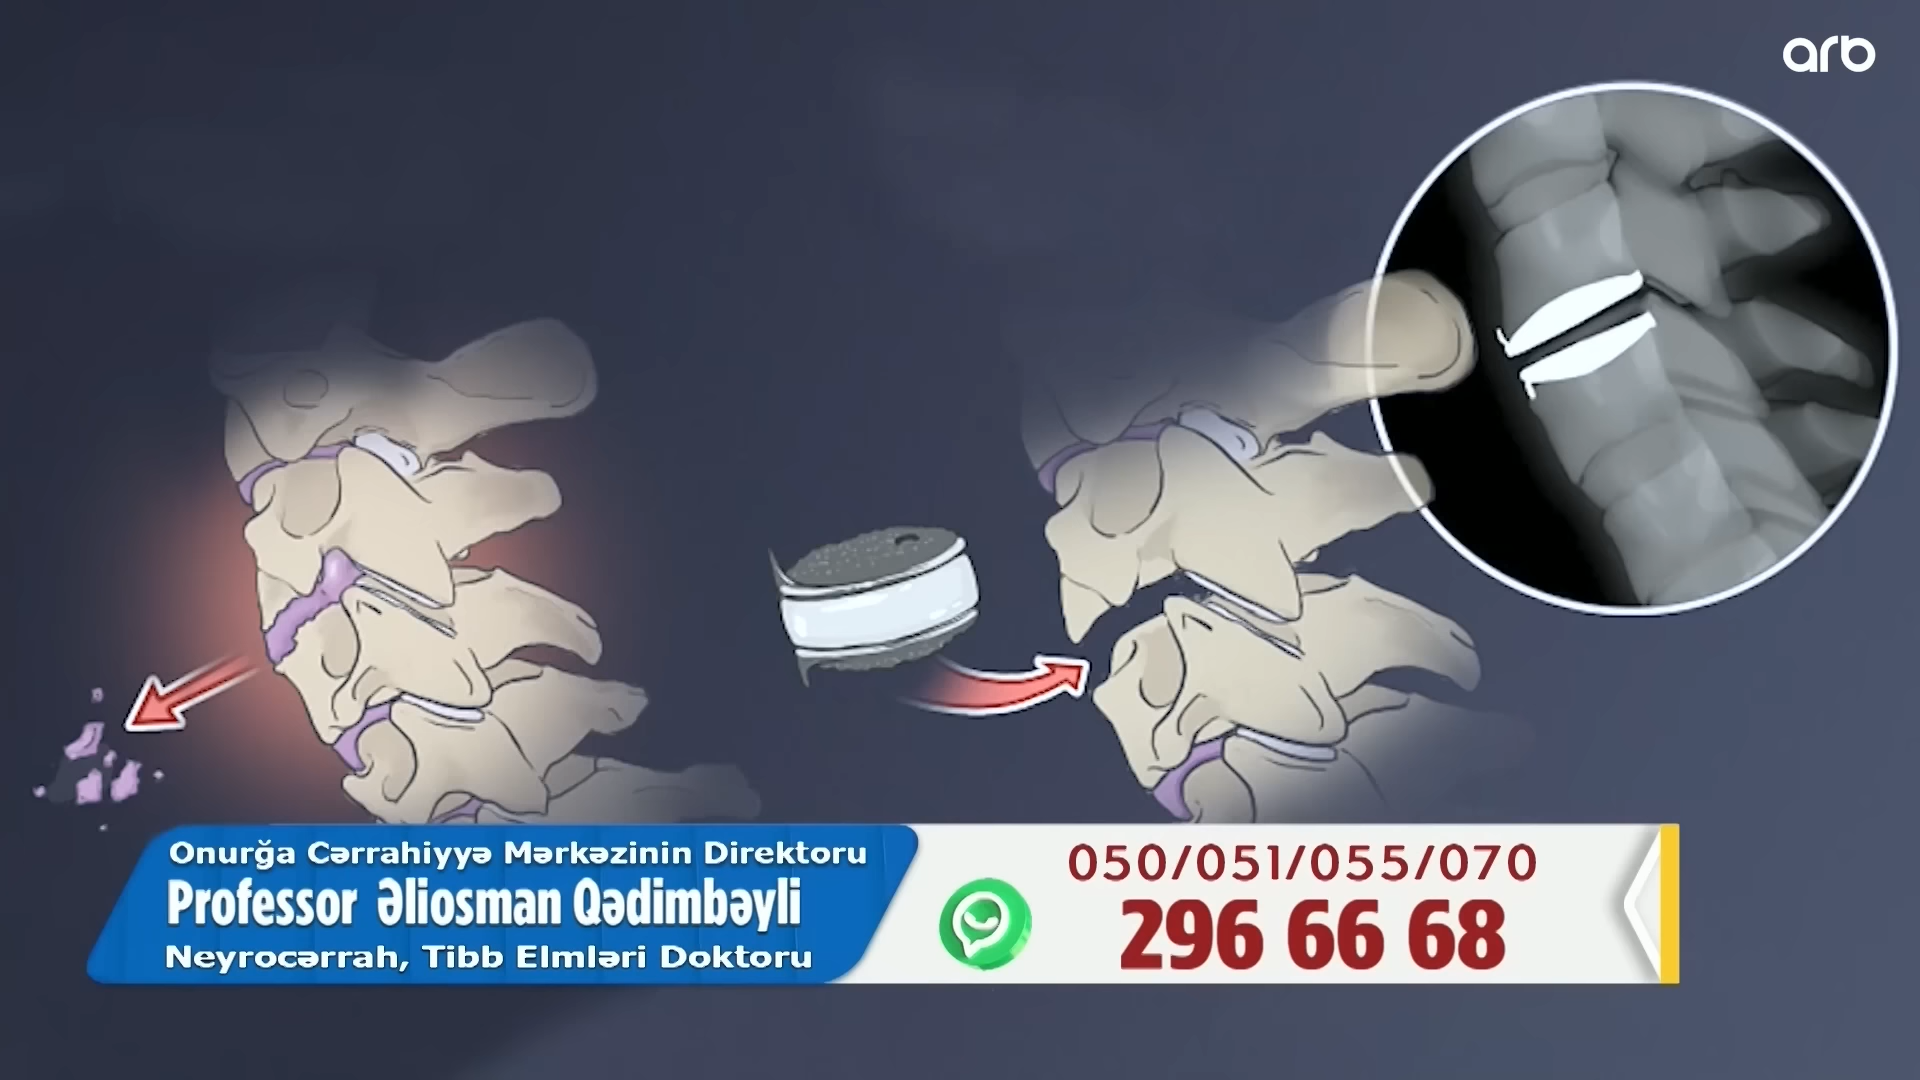 arb
Onurğa Cərrahiyyə Mərkəzinin Direktoru
Professor Əliosman Qədimbəyli
Neyrocərrah, Tibb Elmləri Doktoru
050/051/055/070
296 66 68